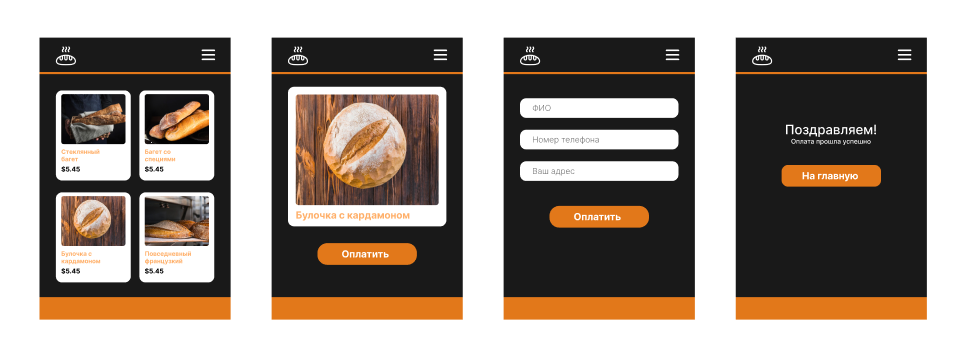 Стеклянный
багет
$5.45
Багет со
специями
$5.45
Булочка с
кардамоном
$5.45
Повседневный
французский
$5.45
Булочка с кардамоном
Оплатить
ФИО
Номер телефона
Ваш адрес
Оплатить
Поздравляем!
Оплата прошла успешно
На главную